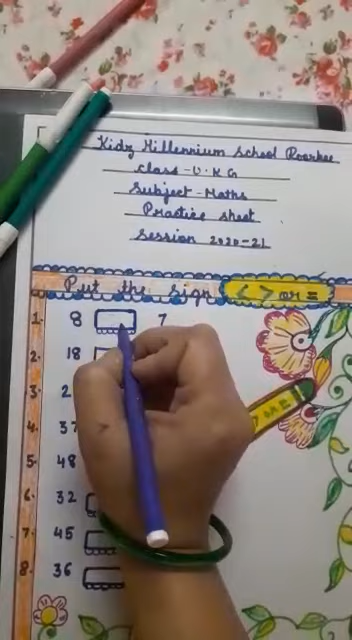 Kidz Millennium School Roorkee
Class - U.K.G
Subject - Maths
Practice sheet
Session 2020-21
Put the sign < > or =
1. 8 7
2. 18
3. 2
4. 37
5. 48
6. 32
7. 45
8. 36